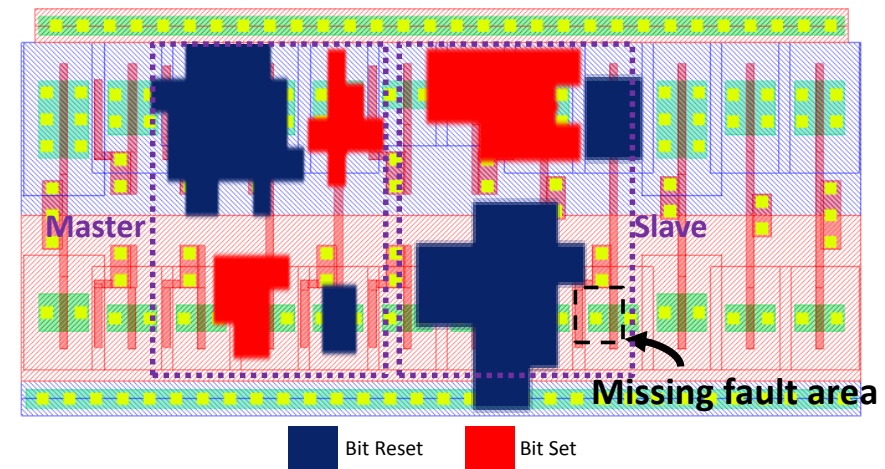 Master
Slave
Missing fault area
Bit Reset
Bit Set